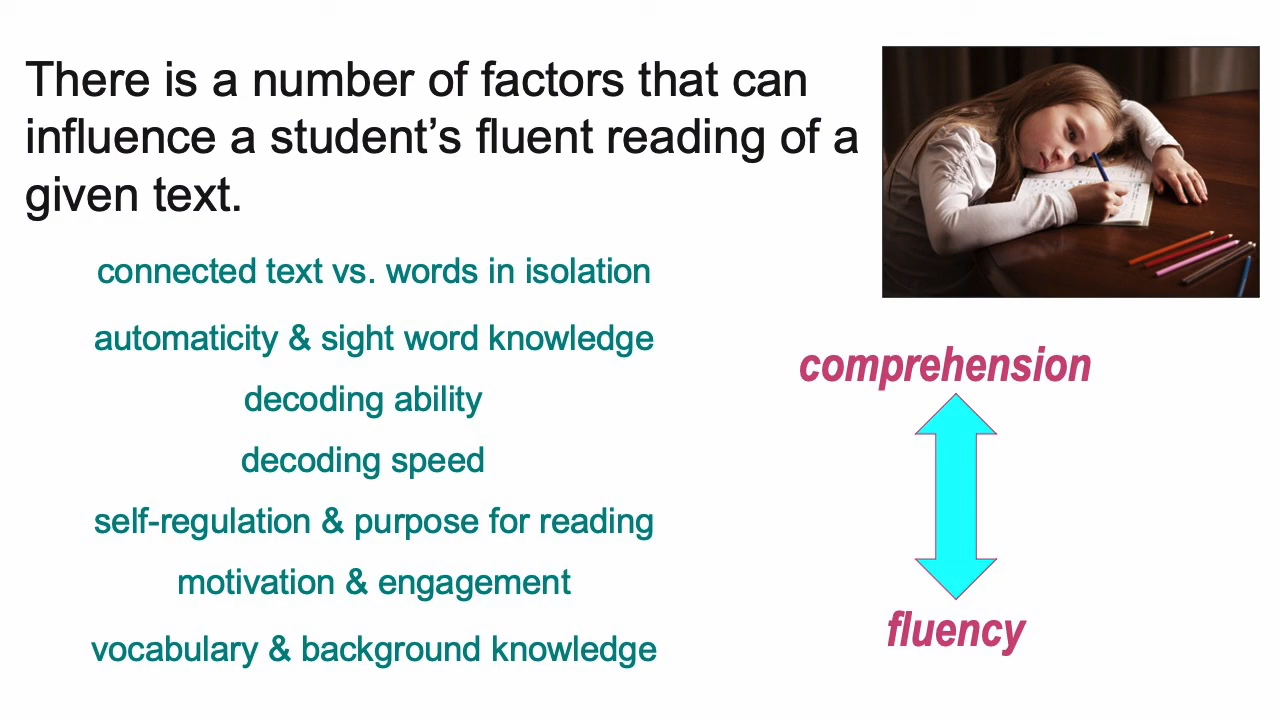 There is a number of factors that can
influence a student’s fluent reading of a
given text.
connected text vs. words in isolation
automaticity & sight word knowledge
decoding ability
decoding speed
self-regulation & purpose for reading
motivation & engagement
vocabulary & background knowledge
comprehension
fluency